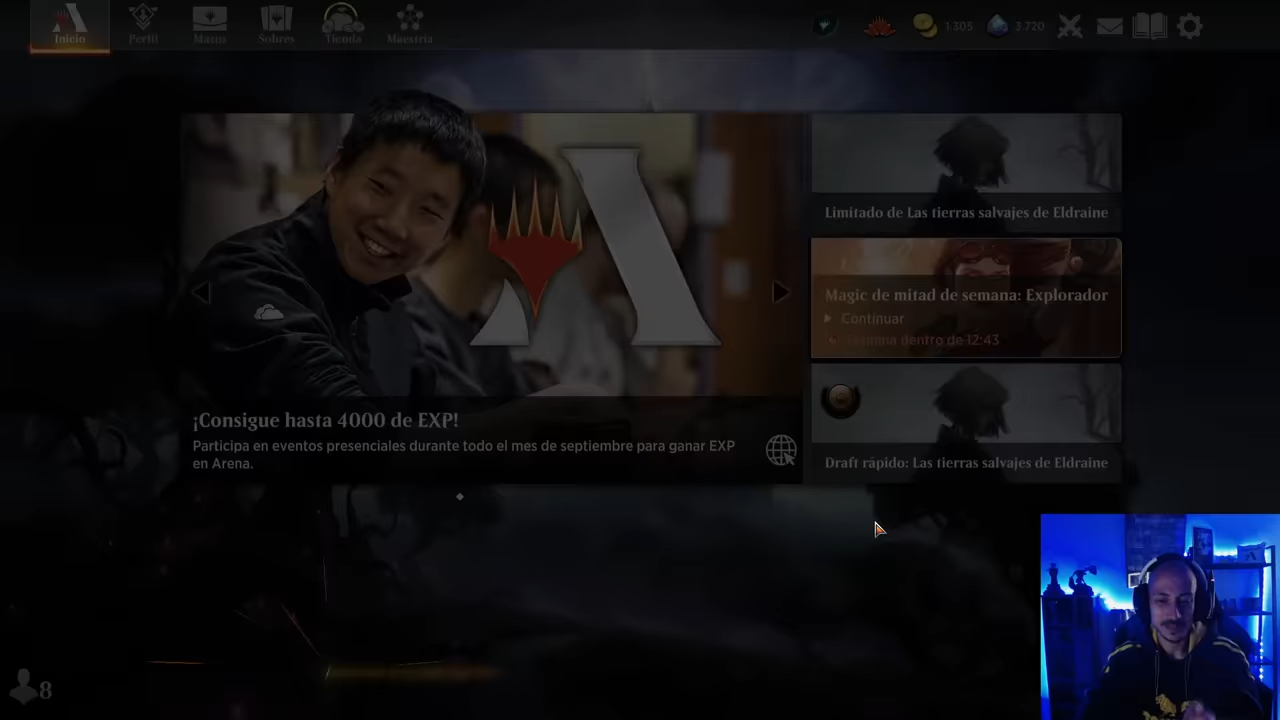 Inicio
Perfil
Mazos
Sobres
Tienda
Maestría
1 305
3 720
Limitado de Las tierras salvajes de Eldraine
Magic de mitad de semana: Explorador
Continuar
Termina dentro de 12:43
¡Consigue hasta 4000 de EXP!
Participa en eventos presenciales durante todo el mes de septiembre para ganar EXP
en Arena.
Draft rápido: Las tierras salvajes de Eldraine
8